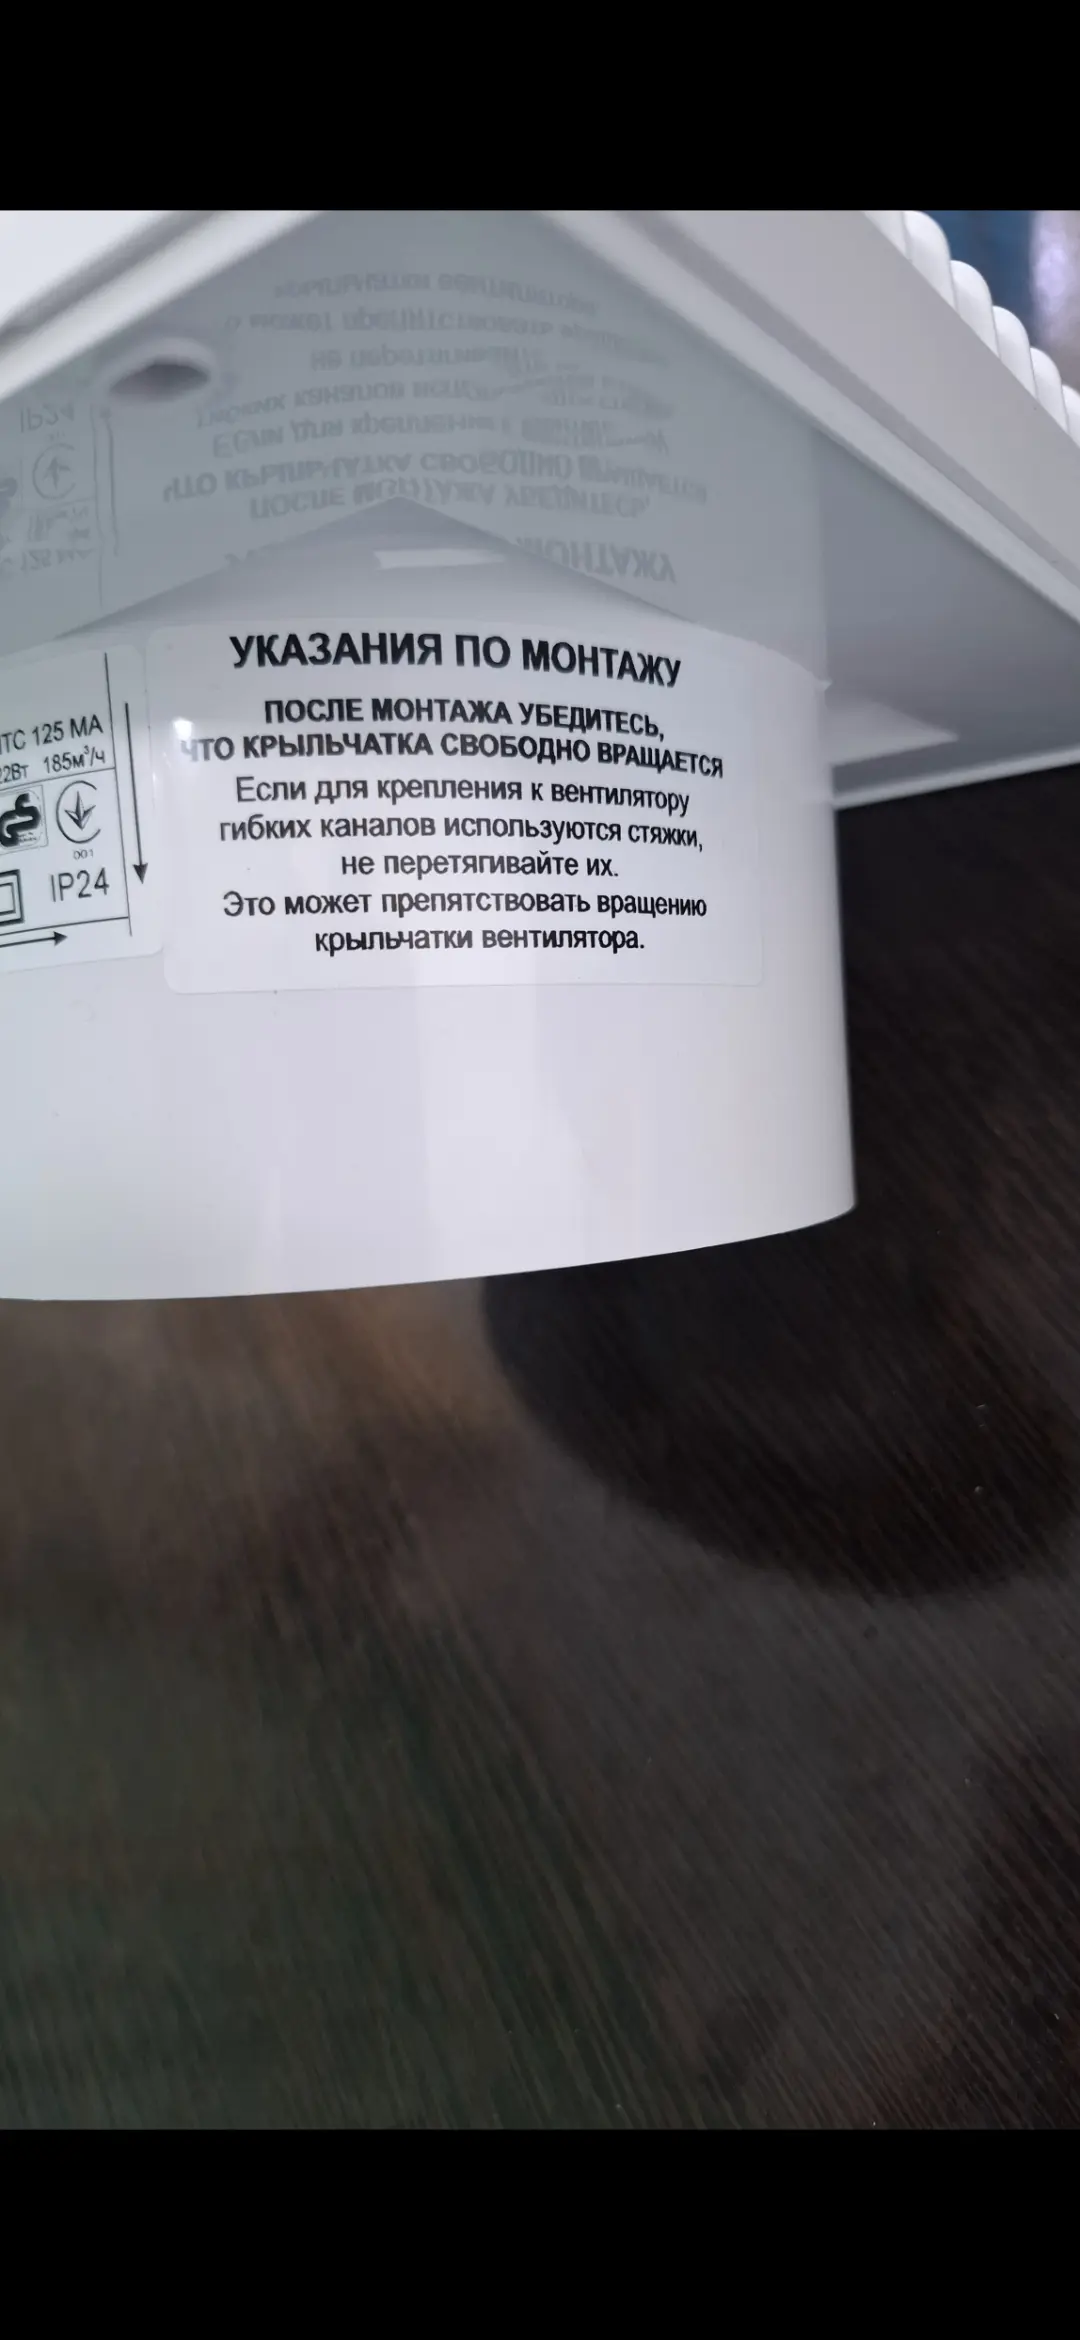 УКАЗАНИЯ ПО МОНТАЖУ
ПОСЛЕ МОНТАЖА УБЕДИТЕСЬ,
ЧТО КРЫЛЬЧАТКА СВОБОДНО ВРАЩАЕТСЯ
Если для крепления к вентилятору
гибких каналов используются стяжки,
не перетягивайте их.
Это может препятствовать вращению
крыльчатки вентилятора.
125 МА
185м³/ч
001
IP24